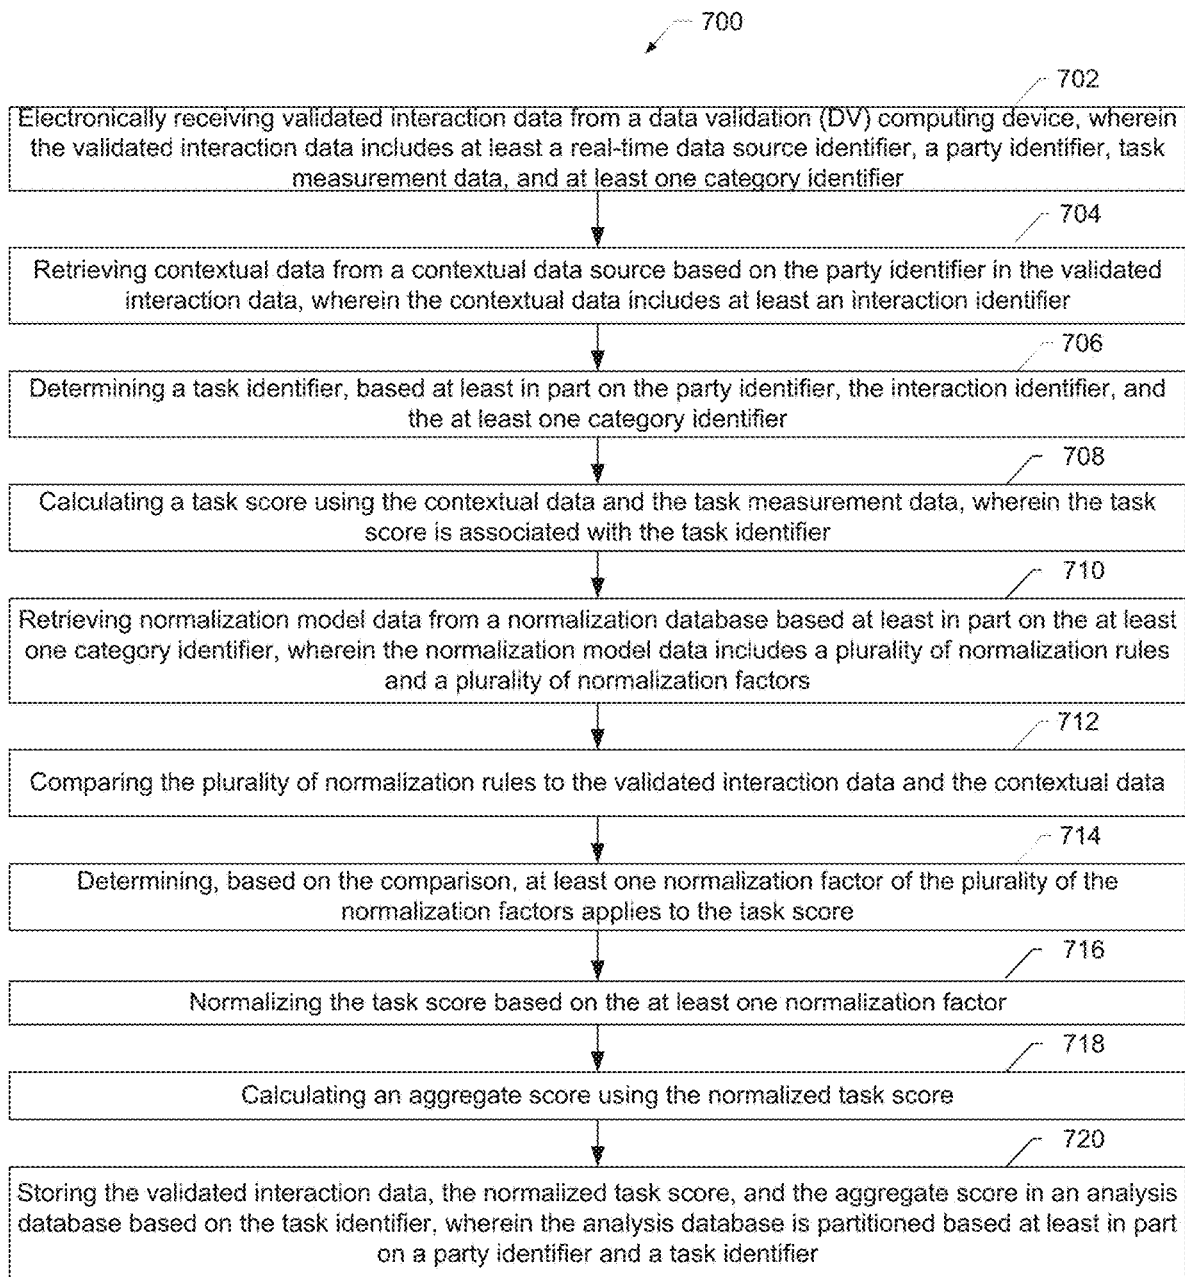 700
702
Electronically receiving validated interaction data from a data validation (DV) computing device, wherein
the validated interaction data includes at least a real-time data source identifier, a party identifier, task
measurement data, and at least one category identifier
704
Retrieving contextual data from a contextual data source based on the party identifier in the validated
interaction data, wherein the contextual data includes at least an interaction identifier
706
Determining a task identifier, based at least in part on the party identifier, the interaction identifier, and
the at least one category identifier
708
Calculating a task score using the contextual data and the task measurement data, wherein the task
score is associated with the task identifier
710
Retrieving normalization model data from a normalization database based at least in part on the at least
one category identifier, wherein the normalization model data includes a plurality of normalization rules
and a plurality of normalization factors
712
Comparing the plurality of normalization rules to the validated interaction data and the contextual data
714
Determining, based on the comparison, at least one normalization factor of the plurality of the
normalization factors applies to the task score
716
Normalizing the task score based on the at least one normalization factor
718
Calculating an aggregate score using the normalized task score
720
Storing the validated interaction data, the normalized task score, and the aggregate score in an analysis
database based on the task identifier, wherein the analysis database is partitioned based at least in part
on a party identifier and a task identifier